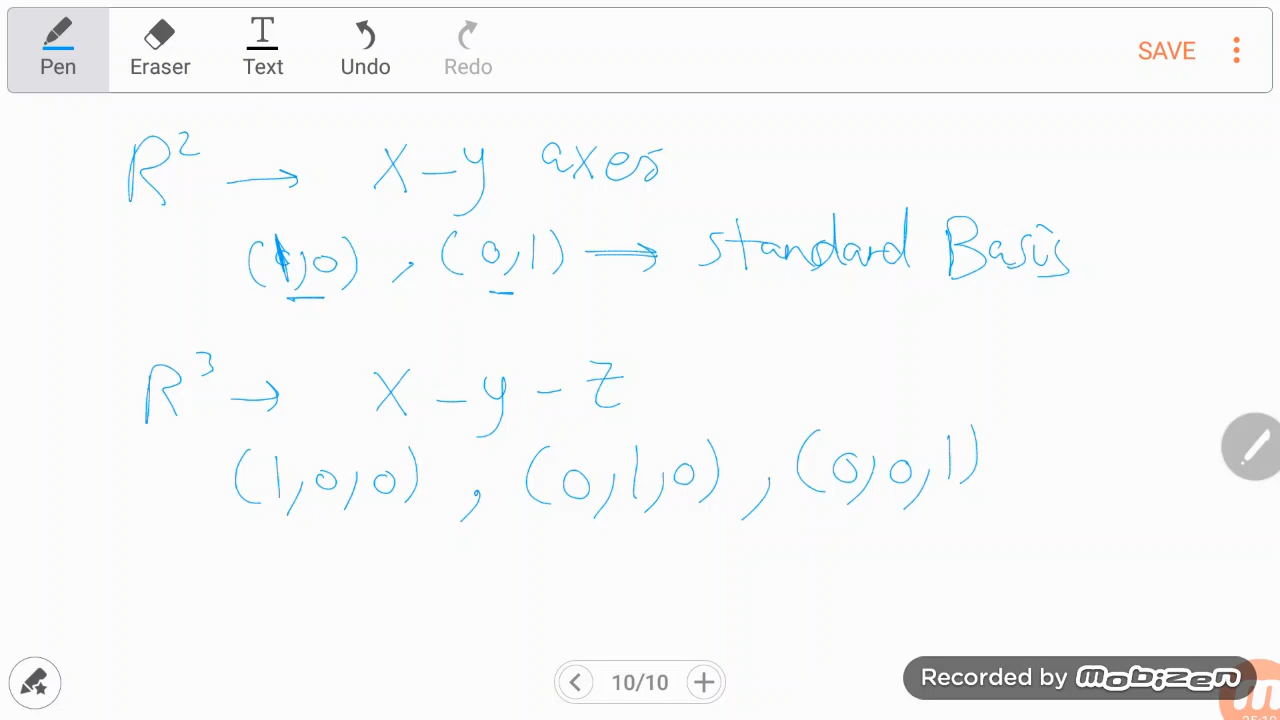 Pen Eraser Text Undo Redo SAVE
R² → X-y axes
(1,0) , (0,1) → standard Basis
R³ → X-y-Z
(1,0,0) , (0,1,0) , (0,0,1)
10/10
Recorded by mobizen